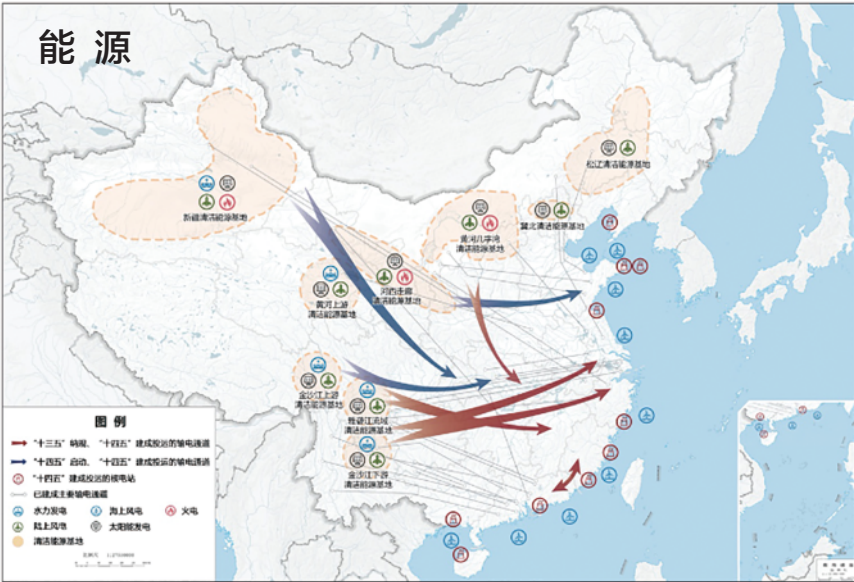 能 源
松辽清洁能源基地
新疆清洁能源基地
冀北清洁能源基地
黄河几字弯
清洁能源基地
河西走廊
清洁能源基地
黄河上游
清洁能源基地
金沙江上游
清洁能源基地
雅砻江流域
清洁能源基地
金沙江下游
清洁能源基地
图 例
“十三五”结转、“十四五”建成投运的输电通道
“十四五”启动、“十四五”建成投运的输电通道
“十四五”建成投运的核电站
已建成主要输电通道
水力发电 海上风电 火电
陆上风电 太阳能发电
清洁能源基地